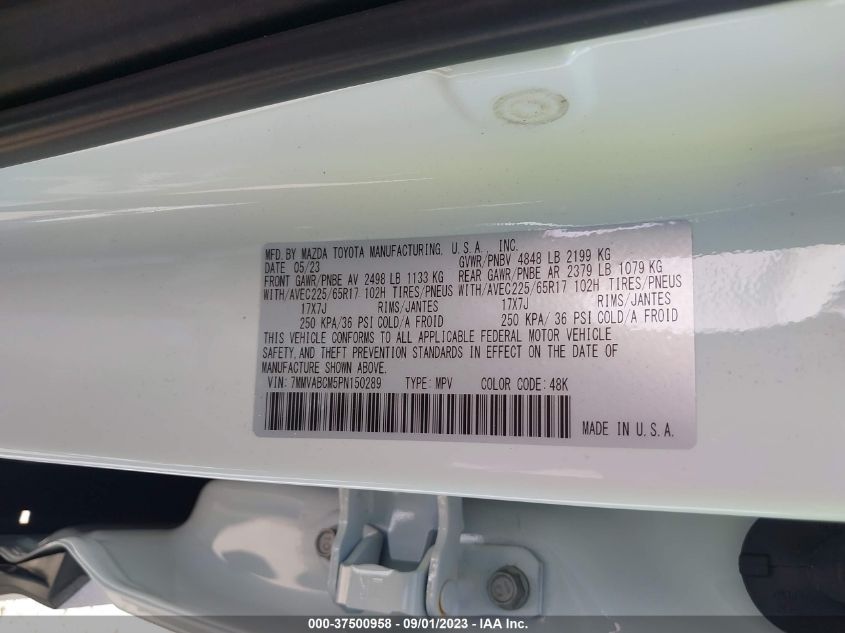 MFD. BY MAZDA TOYOTA MANUFACTURING, U.S.A., INC.
DATE 05/23 GVWR/PNBV 4848 LB 2199 KG
FRONT GAWR/PNBE AV 2498 LB 1133 KG REAR GAWR/PNBE AR 2379 LB 1079 KG
WITH/AVEC225/65R17 102H TIRES/PNEUS WITH/AVEC225/65R17 102H TIRES/PNEUS
17X7J RIMS/JANTES 17X7J RIMS/JANTES
250 KPA/36 PSI COLD/A FROID 250 KPA/ 36 PSI COLD/A FROID
THIS VEHICLE CONFORMS TO ALL APPLICABLE FEDERAL MOTOR VEHICLE
SAFETY, AND THEFT PREVENTION STANDARDS IN EFFECT ON THE DATE OF
MANUFACTURE SHOWN ABOVE.
VIN: 7MMVABCM5PN150289 TYPE: MPV COLOR CODE: 48K
MADE IN U.S.A.
000-37500958 - 09/01/2023 - IAA Inc.